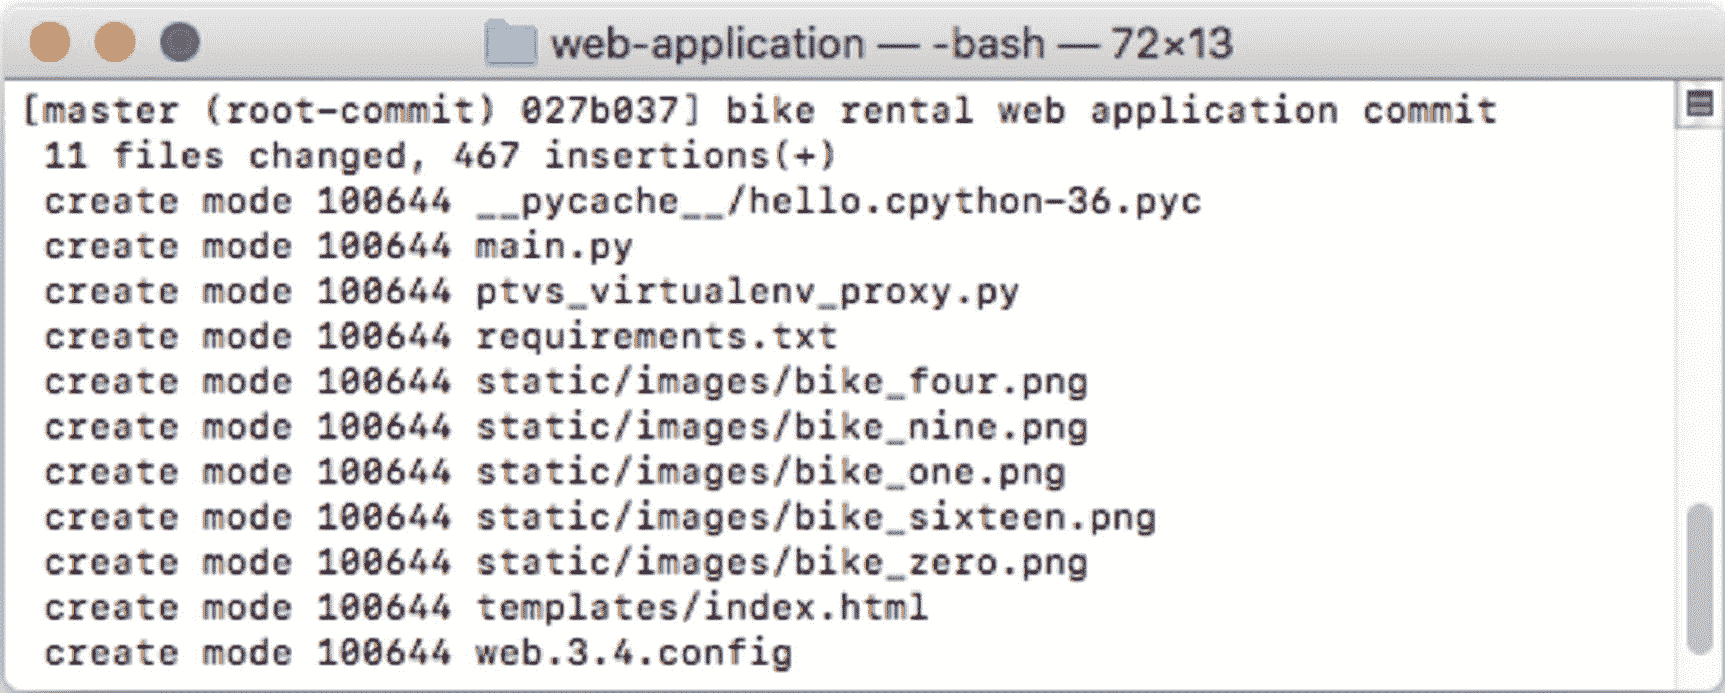 web-application — -bash — 72×13
[master (root-commit) 027b037] bike rental web application commit
11 files changed, 467 insertions(+)
create mode 100644 __pycache__/hello.cpython-36.pyc
create mode 100644 main.py
create mode 100644 ptvs_virtualenv_proxy.py
create mode 100644 requirements.txt
create mode 100644 static/images/bike_four.png
create mode 100644 static/images/bike_nine.png
create mode 100644 static/images/bike_one.png
create mode 100644 static/images/bike_sixteen.png
create mode 100644 static/images/bike_zero.png
create mode 100644 templates/index.html
create mode 100644 web.3.4.config